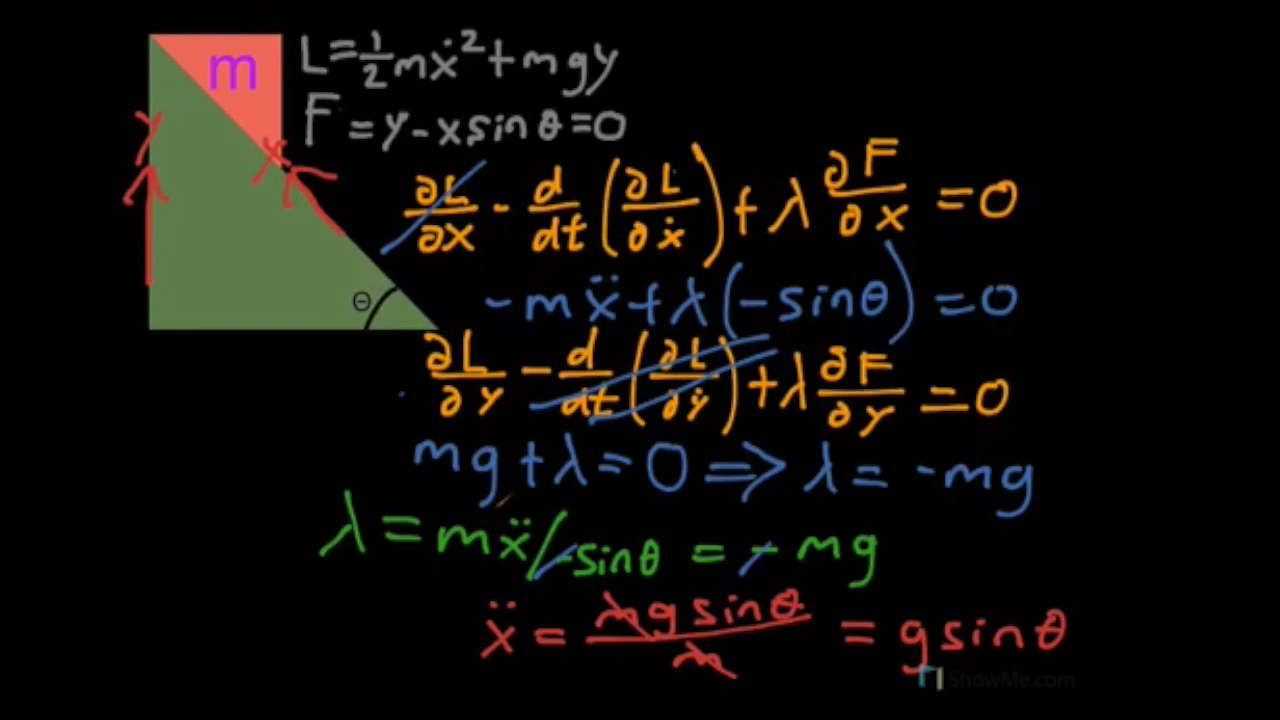 m
L=½mẋ²+mgy
F=y-xsinθ=0
y
x
∂L/∂x - d/dt(∂L/∂ẋ)+λ∂F/∂x=0
-mẍ+λ(-sinθ)=0
θ
∂L/∂y - d/dt(∂L/∂ẏ)+λ∂F/∂y=0
mg+λ=0⇒λ=-mg
λ=mẍ/-sinθ=-mg
ẍ=mgsinθ/m=gsinθ
ShowMe.com